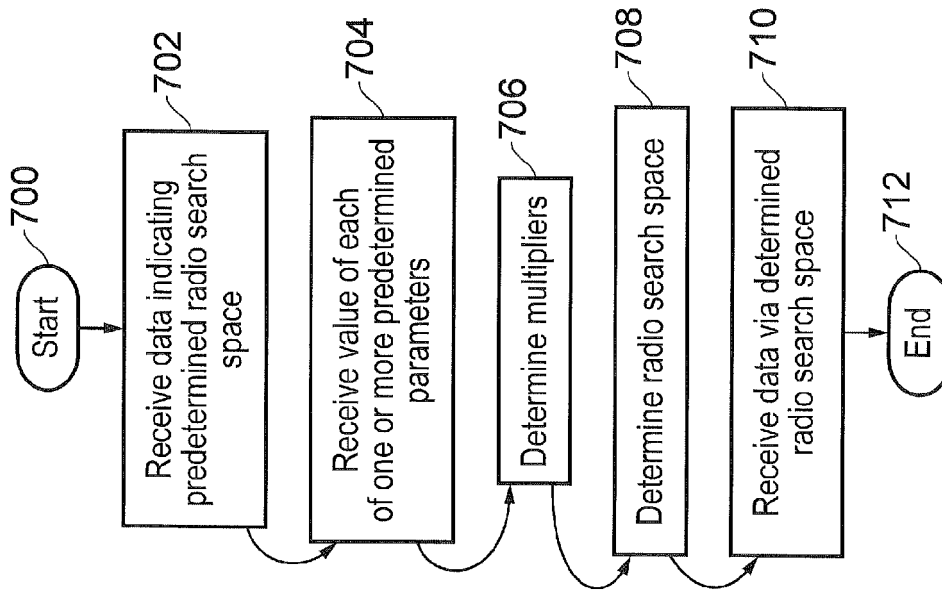 700
Start
702
Receive data indicating
predetermined radio search
space
704
Receive value of each
of one or more predetermined
parameters
706
Determine multipliers
708
Determine radio search space
710
Receive data via determined
radio search space
712
End